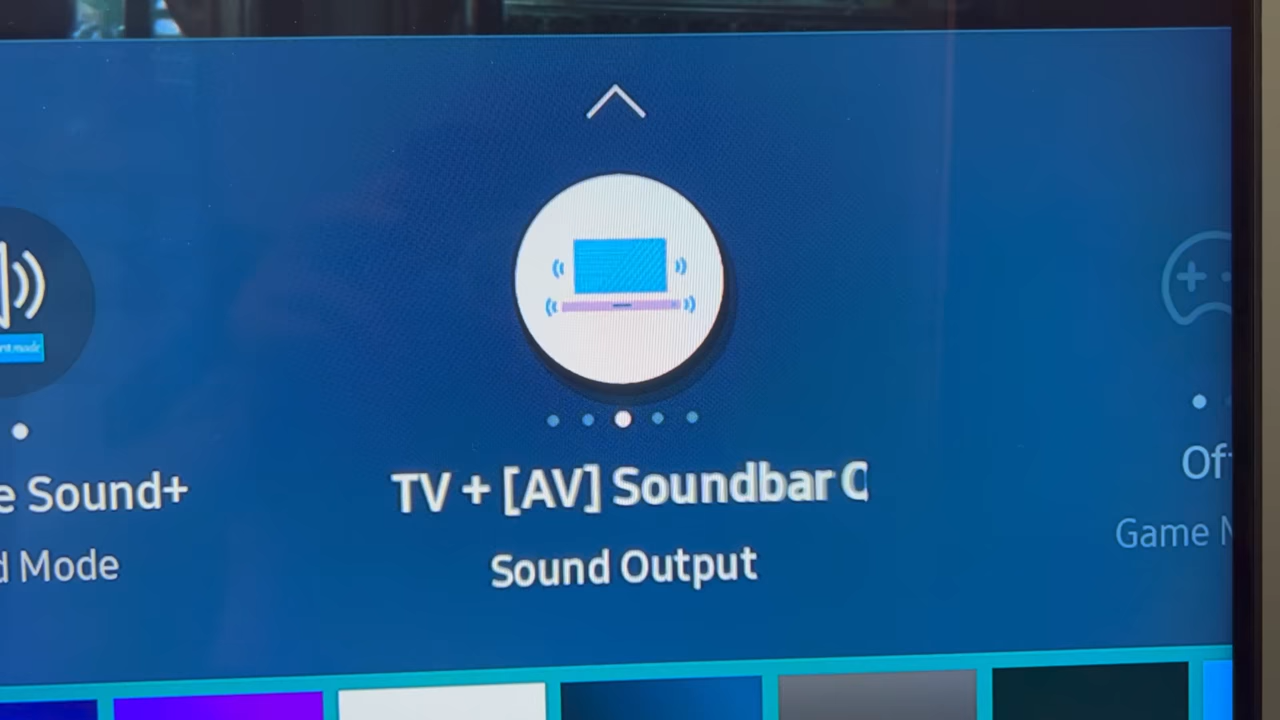 e Sound+
d Mode
TV + [AV] Soundbar
Sound Output
Of
Game